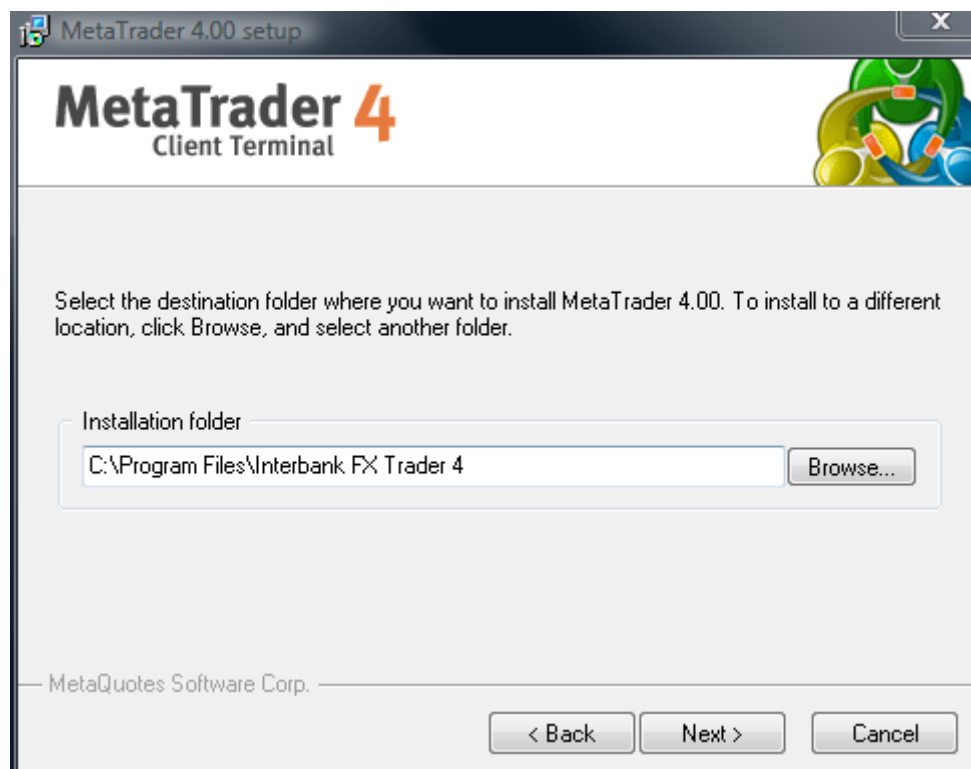 MetaTrader 4.00 setup
X
MetaTrader 4
Client Terminal
Select the destination folder where you want to install MetaTrader 4.00. To install to a different
location, click Browse, and select another folder.
Installation folder
C:\Program Files\Interbank FX Trader 4
Browse...
MetaQuotes Software Corp.
< Back
Next >
Cancel